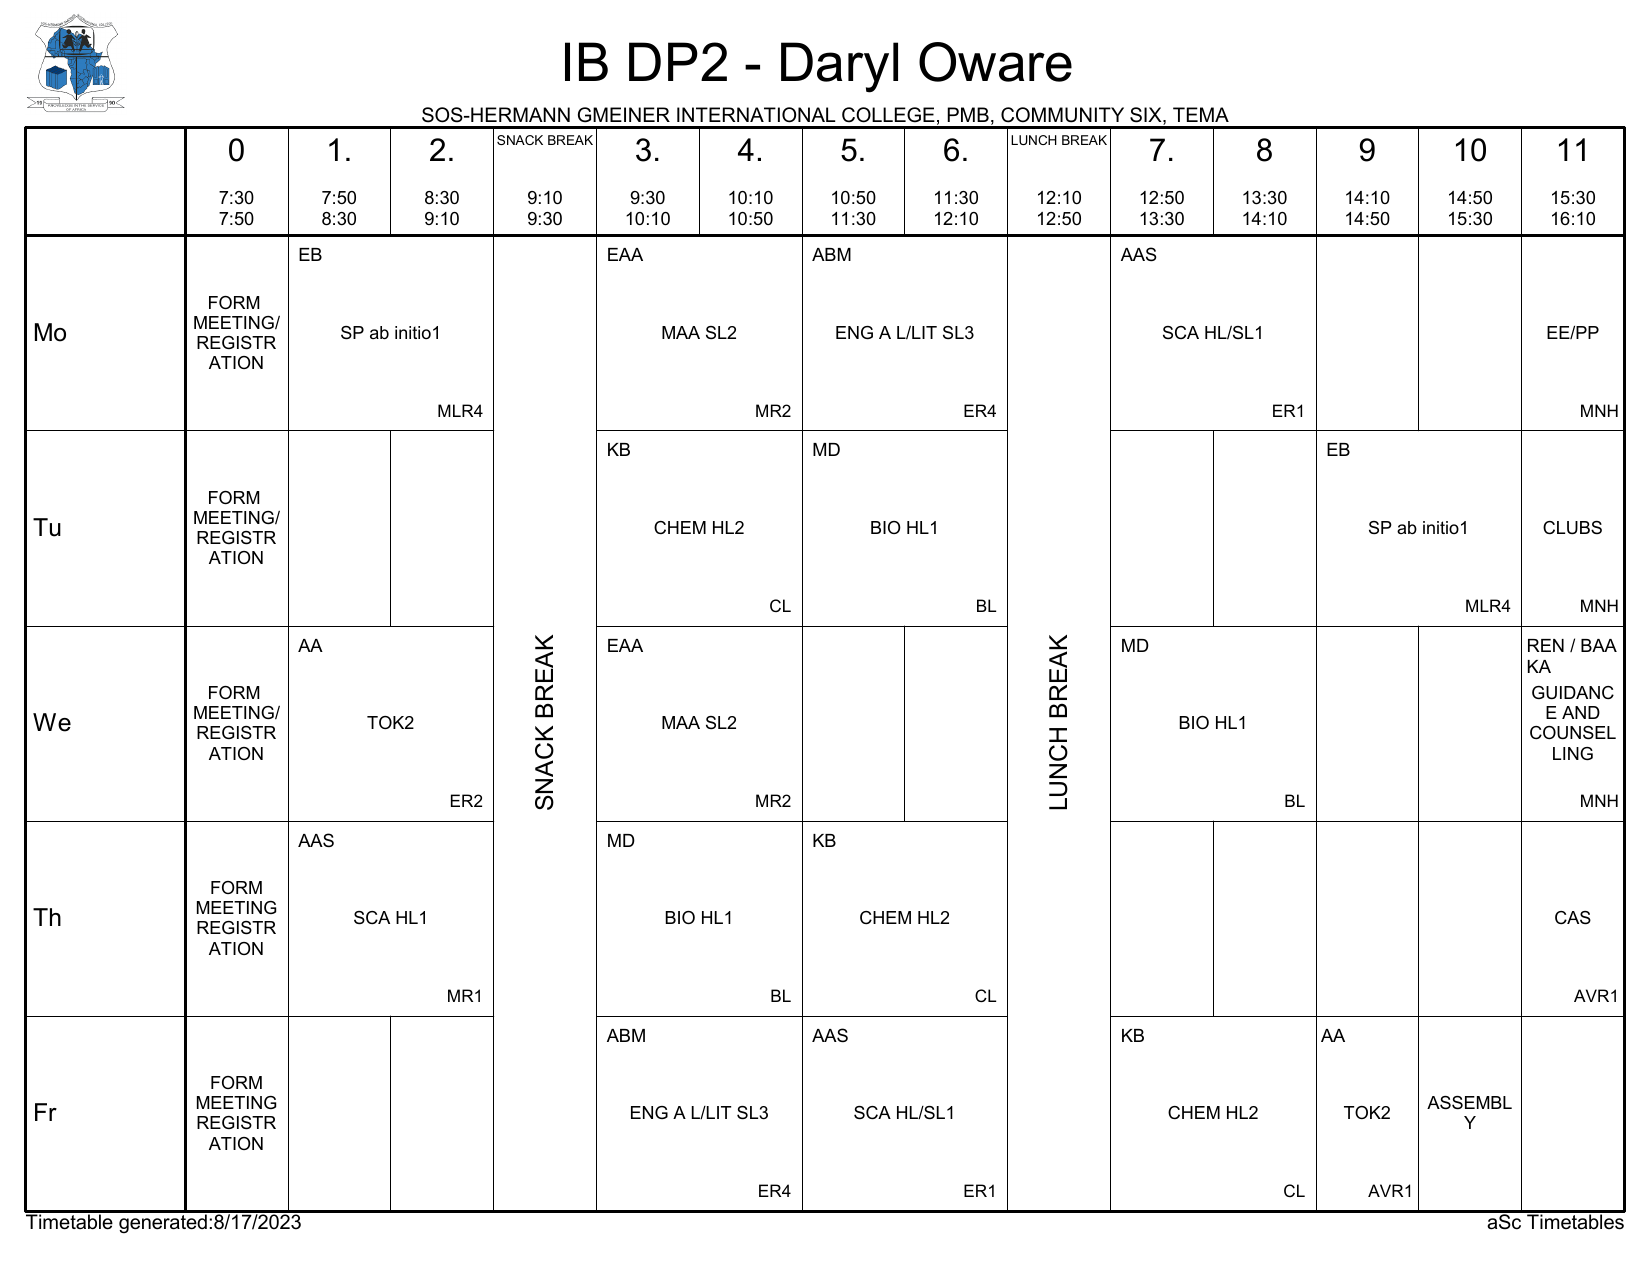 IB DP2 - Daryl Oware
SOS-HERMANN GMEINER INTERNATIONAL COLLEGE, PMB, COMMUNITY SIX, TEMA
0 1. 2. SNACK BREAK 3. 4. 5. 6. LUNCH BREAK 7. 8 9 10 11
7:30 7:50 8:30 9:10 9:30 10:10 10:50 11:30 12:10 12:50 13:30 14:10 14:50 15:30
7:50 8:30 9:10 9:30 10:10 10:50 11:30 12:10 12:50 13:30 14:10 14:50 15:30 16:10
Mo
FORM
MEETING/
REGISTR
ATION
EB
SP ab initio1
MLR4
EAA
MAA SL2
MR2
ABM
ENG A L/LIT SL3
ER4
AAS
SCA HL/SL1
ER1
EE/PP
MNH
Tu
FORM
MEETING/
REGISTR
ATION
KB
CHEM HL2
CL
MD
BIO HL1
BL
EB
SP ab initio1
MLR4
CLUBS
MNH
We
FORM
MEETING/
REGISTR
ATION
AA
TOK2
ER2
SNACK BREAK
EAA
MAA SL2
MR2
LUNCH BREAK
MD
BIO HL1
BL
REN / BAA
KA
GUIDANC
E AND
COUNSEL
LING
MNH
Th
FORM
MEETING
REGISTR
ATION
AAS
SCA HL1
MR1
MD
BIO HL1
BL
KB
CHEM HL2
CL
CAS
AVR1
Fr
FORM
MEETING
REGISTR
ATION
ABM
ENG A L/LIT SL3
ER4
AAS
SCA HL/SL1
ER1
KB
CHEM HL2
CL
AA
TOK2
AVR1
ASSEMBL
Y
Timetable generated:8/17/2023
aSc Timetables